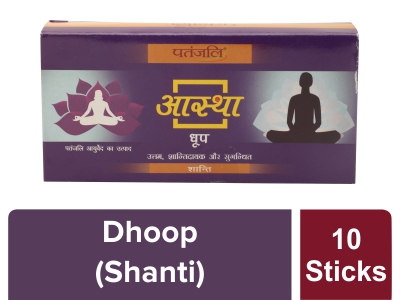 पतंजलि
आस्था
धूप
पतंजलि आयुर्वेद का उत्पाद
उत्तम, शान्तिदायक और सुगन्धित
शान्ति
Dhoop
(Shanti)
10
Sticks